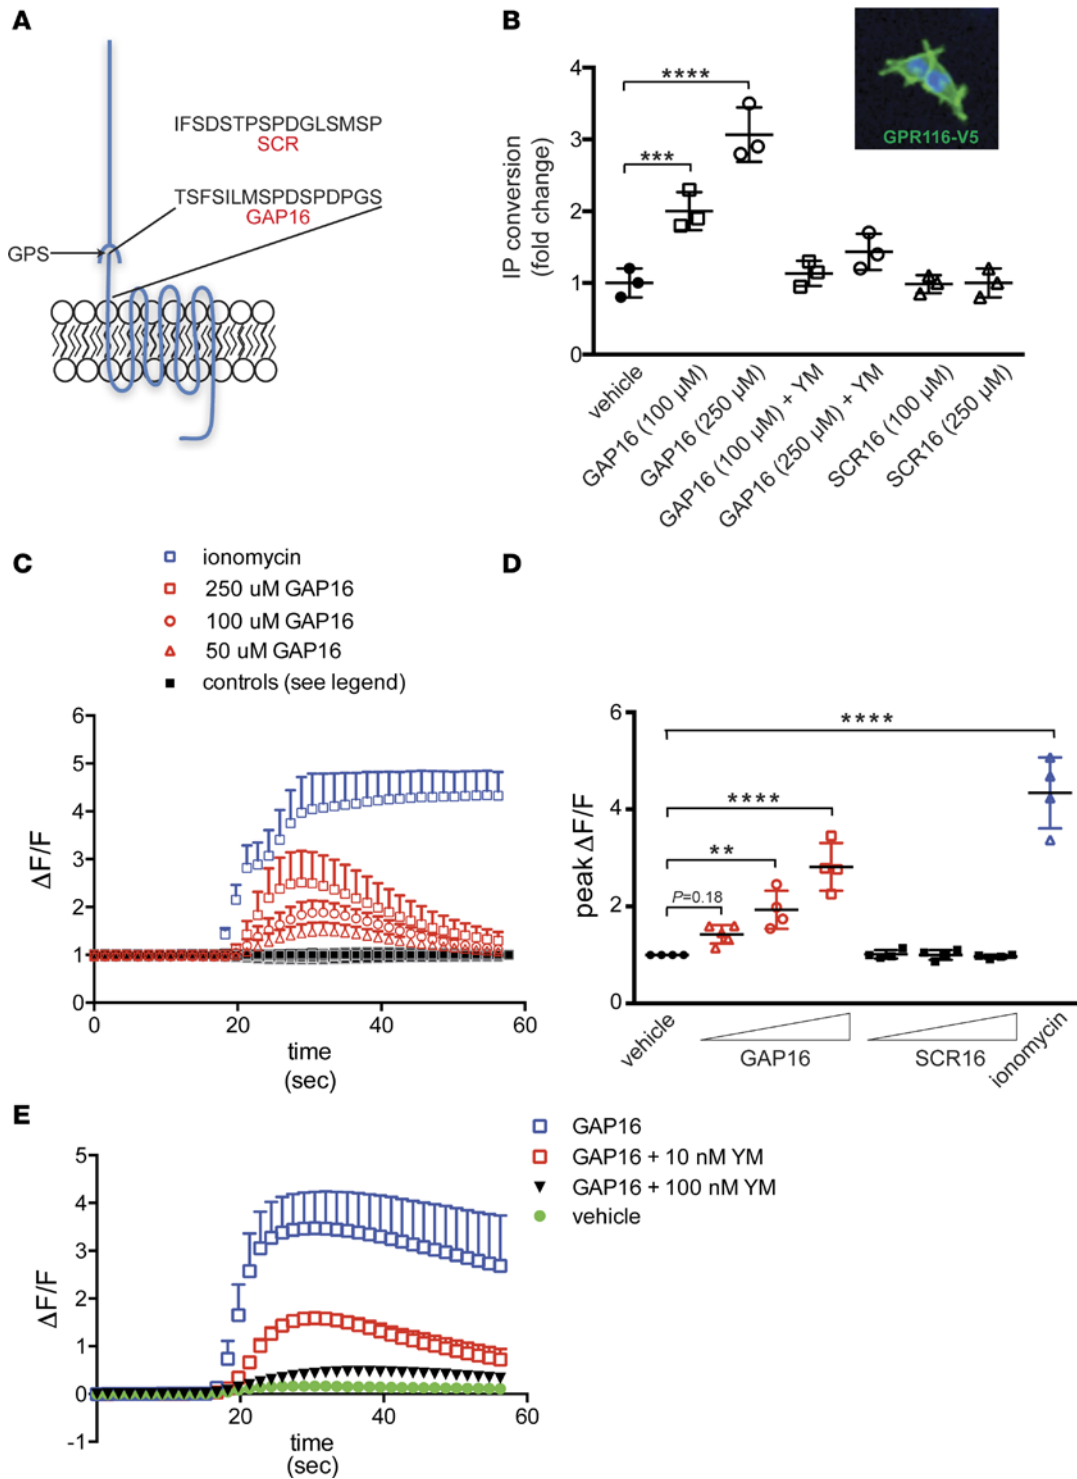 A
IFSDSTPSPDGLSMSP
SCR
TSFSILMSPDSPDPGS
GAP16
GPS
B
GPR116-V5
****
***
IP conversion
(fold change)
4
3
2
1
0
vehicle
GAP16 (100 µM)
GAP16 (250 µM)
GAP16 (100 µM) + YM
GAP16 (250 µM) + YM
SCR16 (100 µM)
SCR16 (250 µM)
C
ionomycin
250 uM GAP16
100 uM GAP16
50 uM GAP16
controls (see legend)
ΔF/F
6
5
4
3
2
1
0
0 20 40 60
time
(sec)
D
peak ΔF/F
6
4
2
0
****
****
**
P=0.18
vehicle
GAP16
SCR16
ionomycin
E
GAP16
GAP16 + 10 nM YM
GAP16 + 100 nM YM
vehicle
ΔF/F
5
4
3
2
1
0
-1
20 40 60
time
(sec)